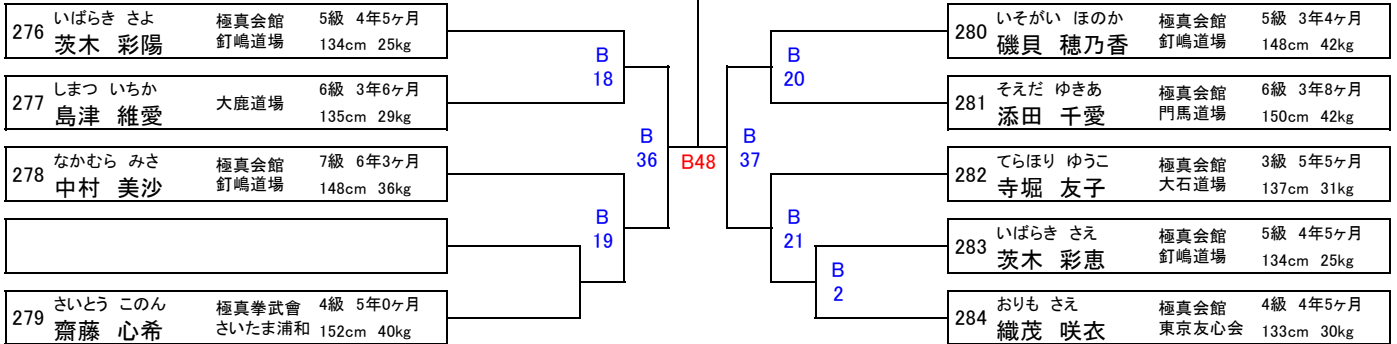 276 いばらき さよ 極真会館 5級 4年5ヶ月
茨木 彩陽 釘嶋道場 134cm 25kg
277 しまつ いちか 大鹿道場 6級 3年6ヶ月
島津 維愛 135cm 29kg
278 なかむら みさ 極真会館 7級 6年3ヶ月
中村 美沙 釘嶋道場 148cm 36kg
279 さいとう このん 極真拳武會 4級 5年0ヶ月
齋藤 心希 さいたま浦和 152cm 40kg
B
18
B
19
B
36
B48
B
37
B
20
B
21
B
2
280 いそがい ほのか 極真会館 5級 3年4ヶ月
磯貝 穂乃香 釘嶋道場 148cm 42kg
281 そえだ ゆきあ 極真会館 6級 3年8ヶ月
添田 千愛 門馬道場 150cm 42kg
282 てらほり ゆうこ 極真会館 3級 5年5ヶ月
寺堀 友子 大石道場 137cm 31kg
283 いばらき さえ 極真会館 5級 4年5ヶ月
茨木 彩恵 釘嶋道場 134cm 25kg
284 おりも さえ 極真会館 4級 4年5ヶ月
織茂 咲衣 東京友心会 133cm 30kg